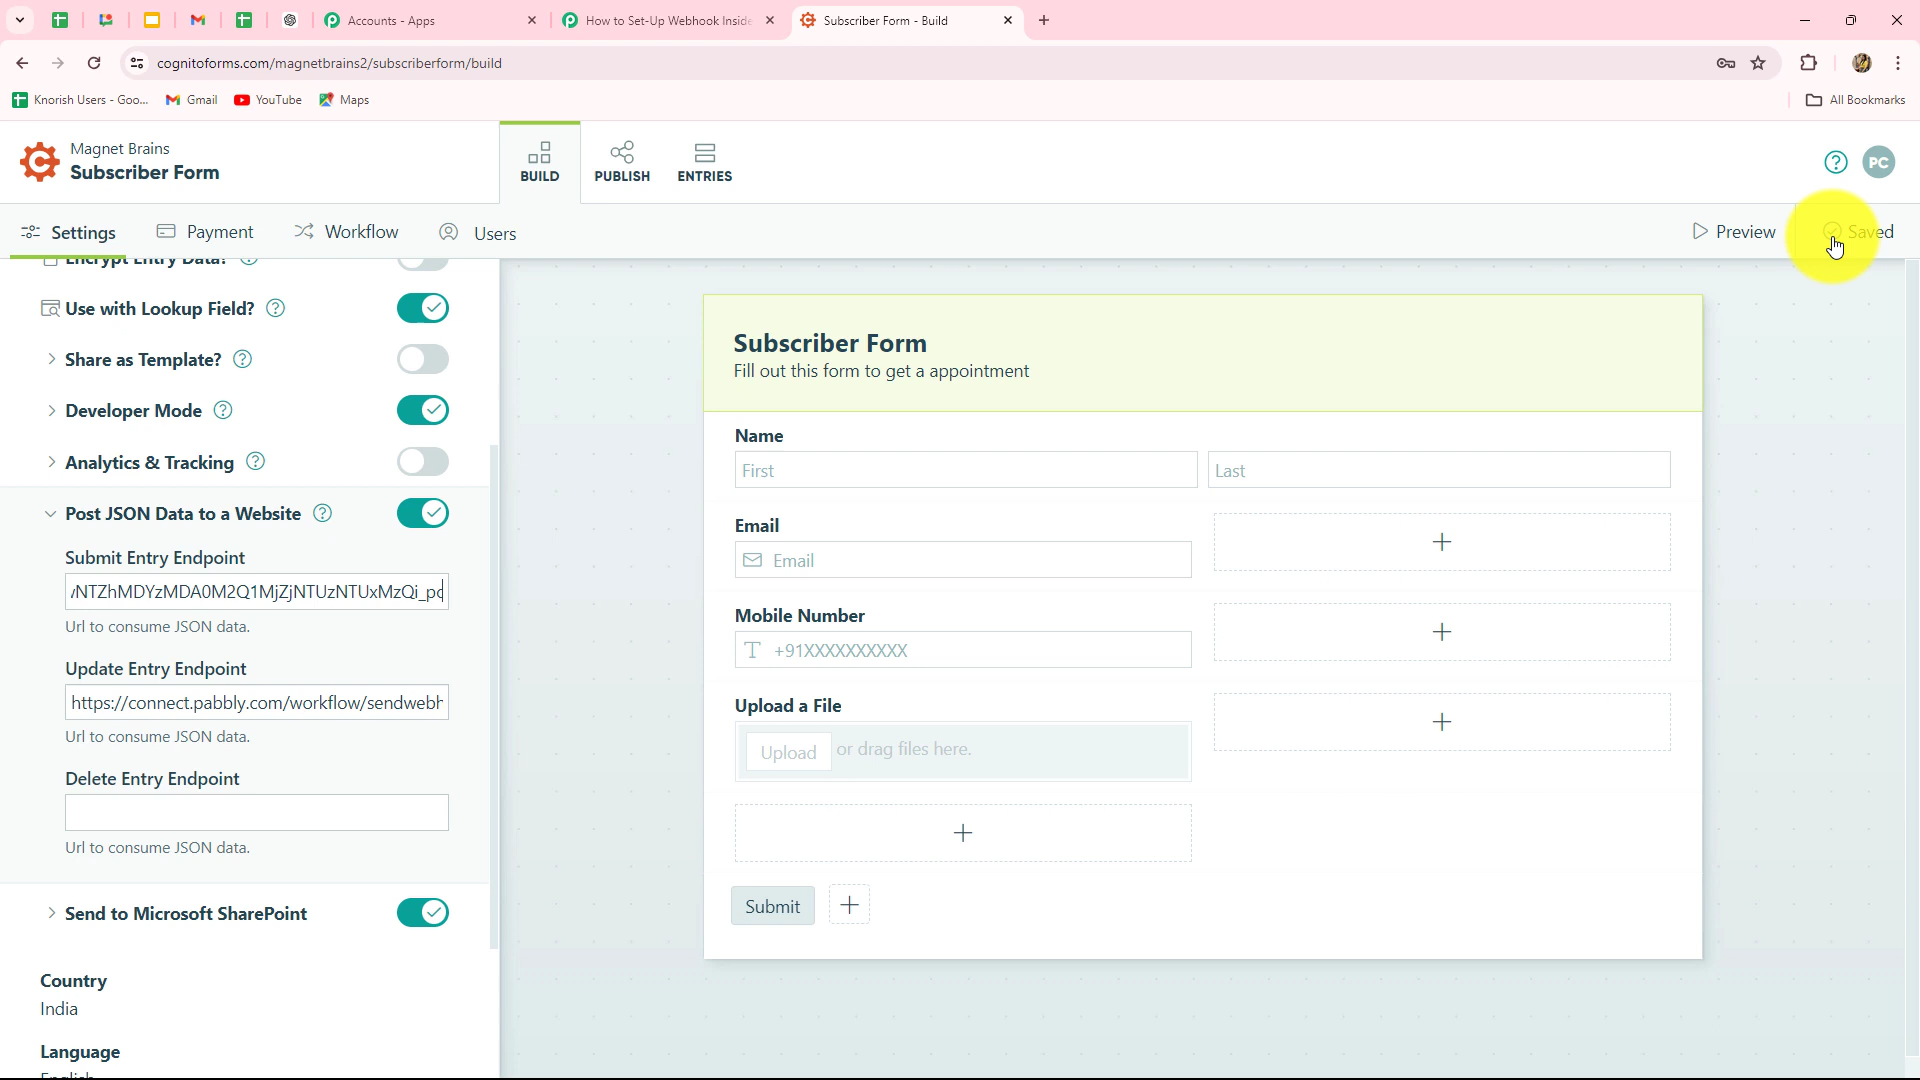 Accounts - Apps
How to Set-Up Webhook Insid
Subscriber Form - Build
cognitoforms.com/magnetbrains2/subscriberform/build
Knorish Users - Goo...
Gmail
YouTube
Maps
All Bookmarks
Magnet Brains
Subscriber Form
BUILD
PUBLISH
ENTRIES
PC
Settings
Payment
Workflow
Users
Preview
Saved
Encrypt Entry Data?
Use with Lookup Field?
Share as Template?
Developer Mode
Analytics & Tracking
Post JSON Data to a Website
Submit Entry Endpoint
/NTZhMDYzMDA0M2Q1MjZjNTUzNTUxMzQi_pc
Url to consume JSON data.
Update Entry Endpoint
https://connect.pabbly.com/workflow/sendwebh
Url to consume JSON data.
Delete Entry Endpoint
Url to consume JSON data.
Send to Microsoft SharePoint
Country
India
Language
English
Subscriber Form
Fill out this form to get a appointment
Name
First
Last
Email
Email
Mobile Number
+91XXXXXXXXXX
Upload a File
Upload or drag files here.
Submit